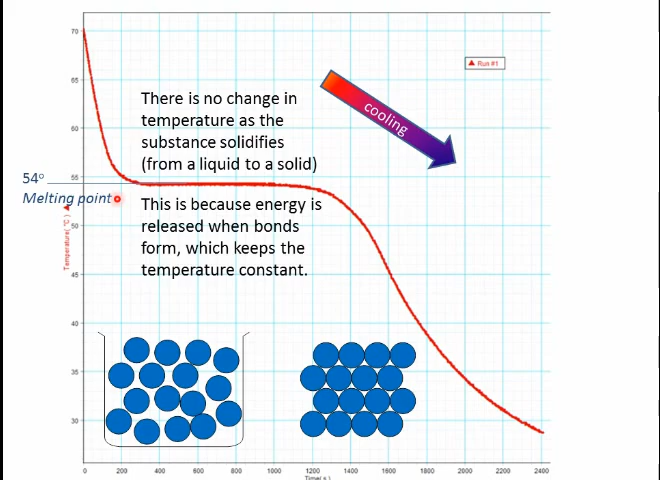 70
Run #1
65
cooling
There is no change in
temperature as the
substance solidifies
(from a liquid to a solid)
60
55
54°
Melting point
This is because energy is
released when bonds
form, which keeps the
temperature constant.
Temperature( °C )
50
45
40
35
30
0 200 400 600 800 1000 1200 1400 1600 1800 2000 2200 2400
Time( s )